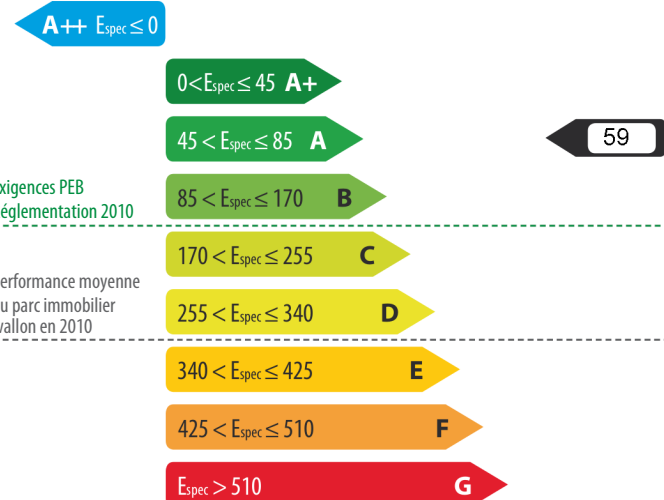 A++ Espec ≤ 0
0<Espec≤ 45 A+
45 < Espec ≤ 85 A
59
xigences PEB
églementation 2010
85 < Espec ≤ 170 B
170 < Espec ≤ 255 C
erformance moyenne
u parc immobilier
vallon en 2010
255 < Espec ≤ 340 D
340 < Espec ≤ 425 E
425 < Espec ≤ 510 F
Espec > 510 G